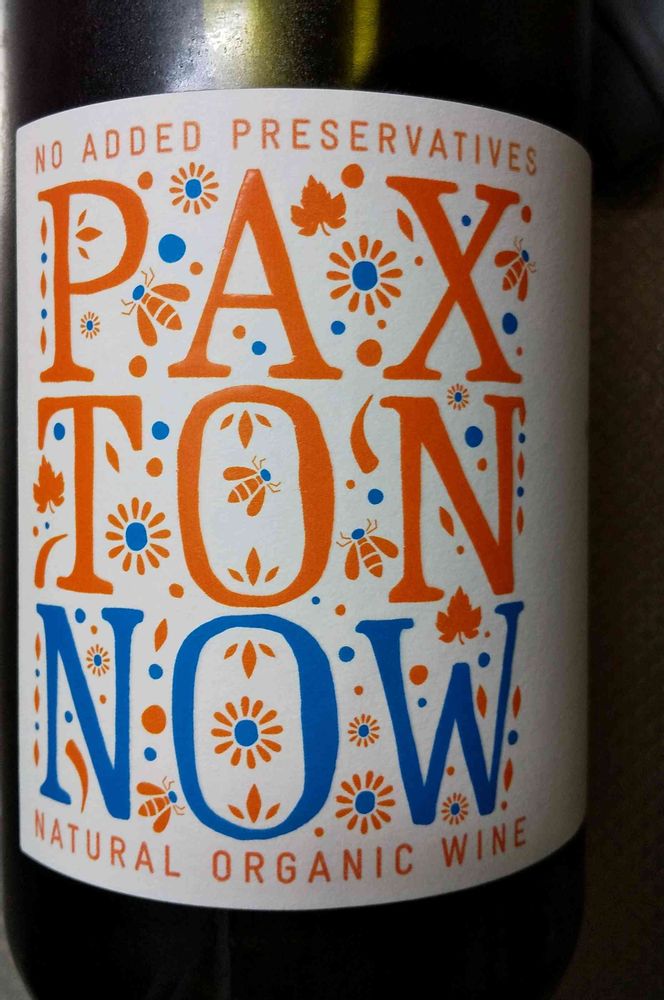 NO ADDED PRESERVATIVES
PAX
TON
NOW
NATURAL ORGANIC WINE